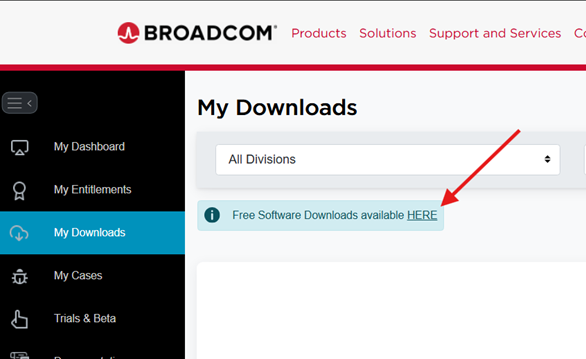 BROADCOM
Products Solutions Support and Services
My Downloads
All Divisions
Free Software Downloads available HERE
My Dashboard
My Entitlements
My Downloads
My Cases
Trials & Beta